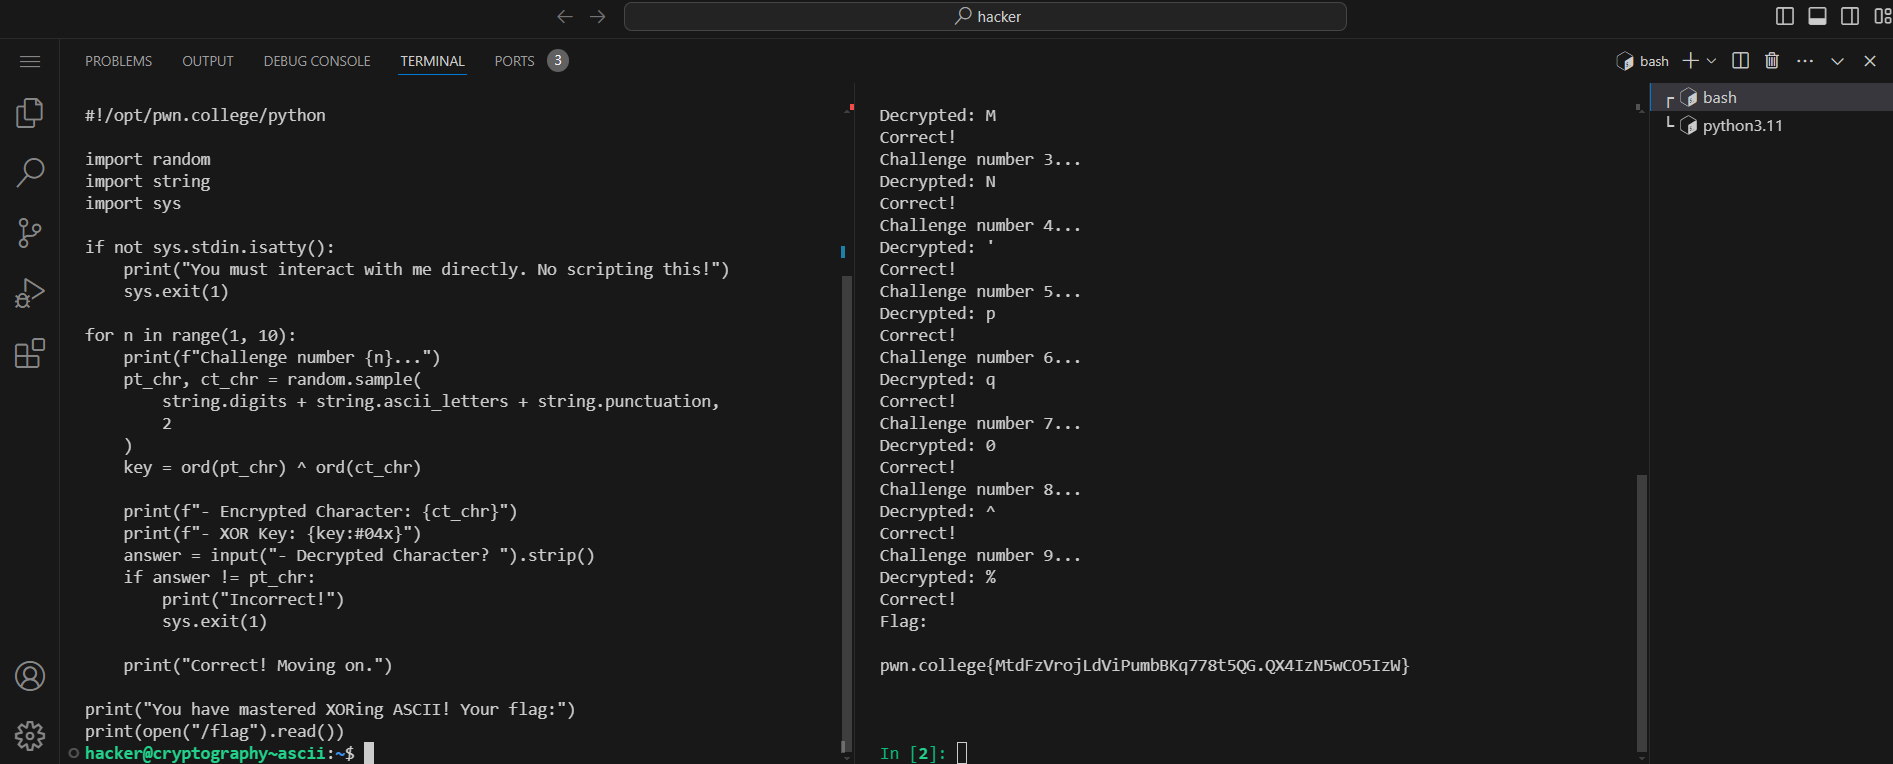 hacker
PROBLEMS OUTPUT DEBUG CONSOLE TERMINAL PORTS 3
bash
#!/opt/pwn.college/python
import random
import string
import sys
if not sys.stdin.isatty():
    print("You must interact with me directly. No scripting this!")
    sys.exit(1)
for n in range(1, 10):
    print(f"Challenge number {n}...")
    pt_chr, ct_chr = random.sample(
        string.digits + string.ascii_letters + string.punctuation,
        2
    )
    key = ord(pt_chr) ^ ord(ct_chr)
    print(f"- Encrypted Character: {ct_chr}")
    print(f"- XOR Key: {key:#04x}")
    answer = input("- Decrypted Character? ").strip()
    if answer != pt_chr:
        print("Incorrect!")
        sys.exit(1)
    print("Correct! Moving on.")
print("You have mastered XORing ASCII! Your flag:")
print(open("/flag").read())
hacker@cryptography~ascii:~$
Decrypted: M
Correct!
Challenge number 3...
Decrypted: N
Correct!
Challenge number 4...
Decrypted: '
Correct!
Challenge number 5...
Decrypted: p
Correct!
Challenge number 6...
Decrypted: q
Correct!
Challenge number 7...
Decrypted: 0
Correct!
Challenge number 8...
Decrypted: ^
Correct!
Challenge number 9...
Decrypted: %
Correct!
Flag:
pwn.college{MtdFzVrojLdViPumbBKq778t5QG.QX4IzN5wCO5IzW}
In [2]:
bash
python3.11